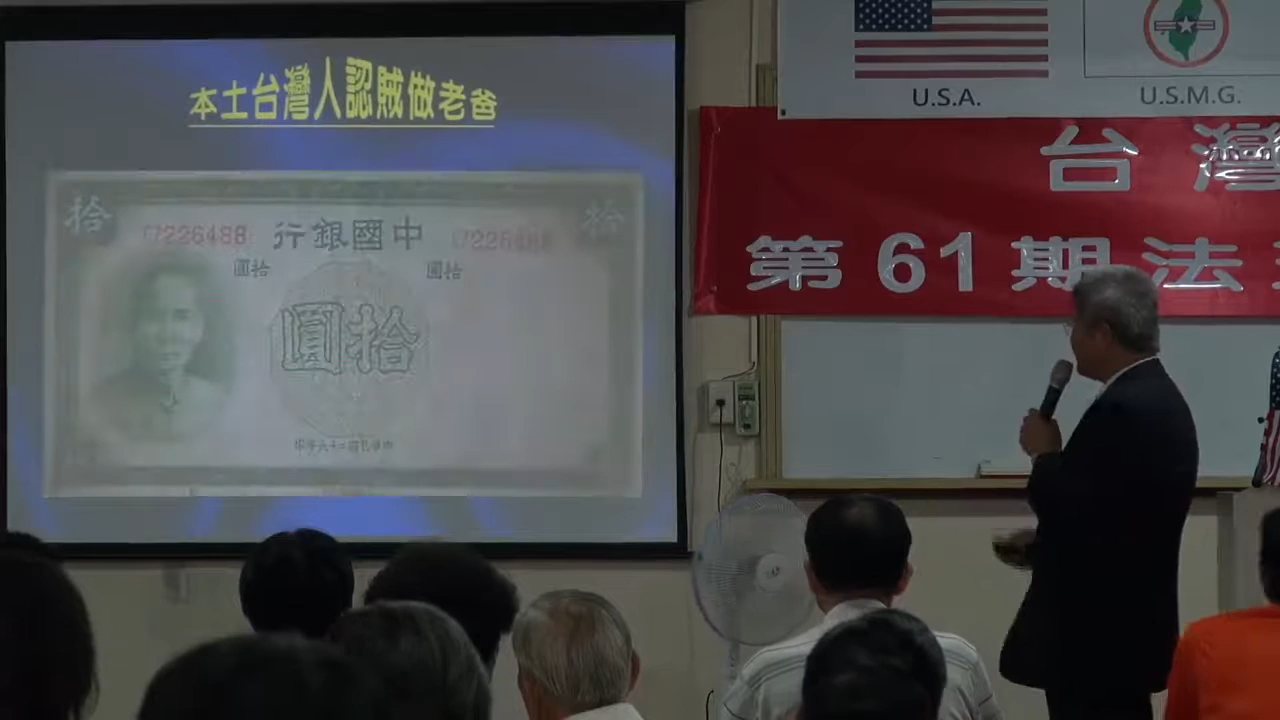 本土台灣人認賊做老爸
拾
拾
7226488
行銀國中
圓拾
圓拾
圓拾
U.S.A.
U.S.M.G.
台灣
第61期法